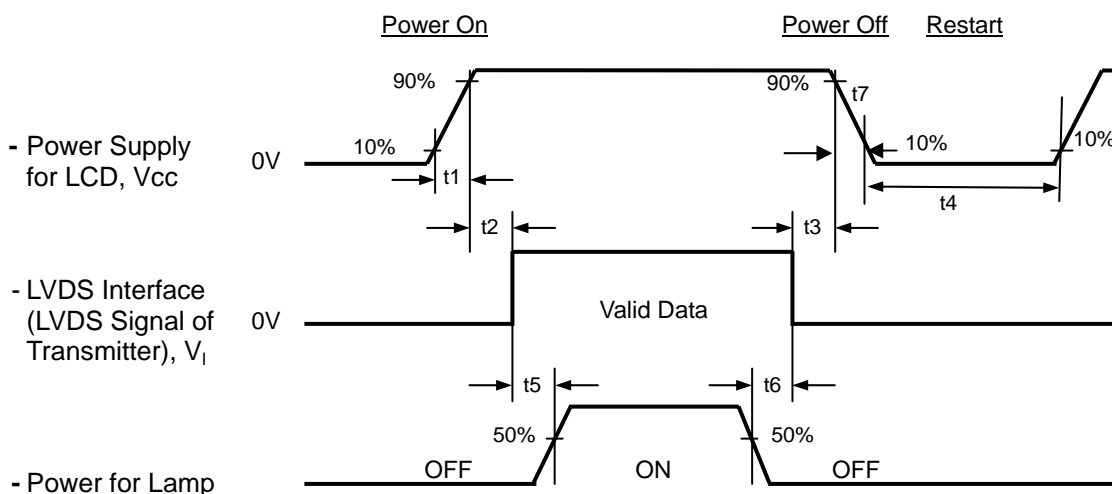 Power On
Power Off
Restart
90%
90%
t7
- Power Supply
for LCD, Vcc
0V
10%
10%
10%
t1
t4
t2
t3
- LVDS Interface
(LVDS Signal of
Transmitter), VI
0V
Valid Data
t5
t6
50%
50%
- Power for Lamp
OFF
ON
OFF